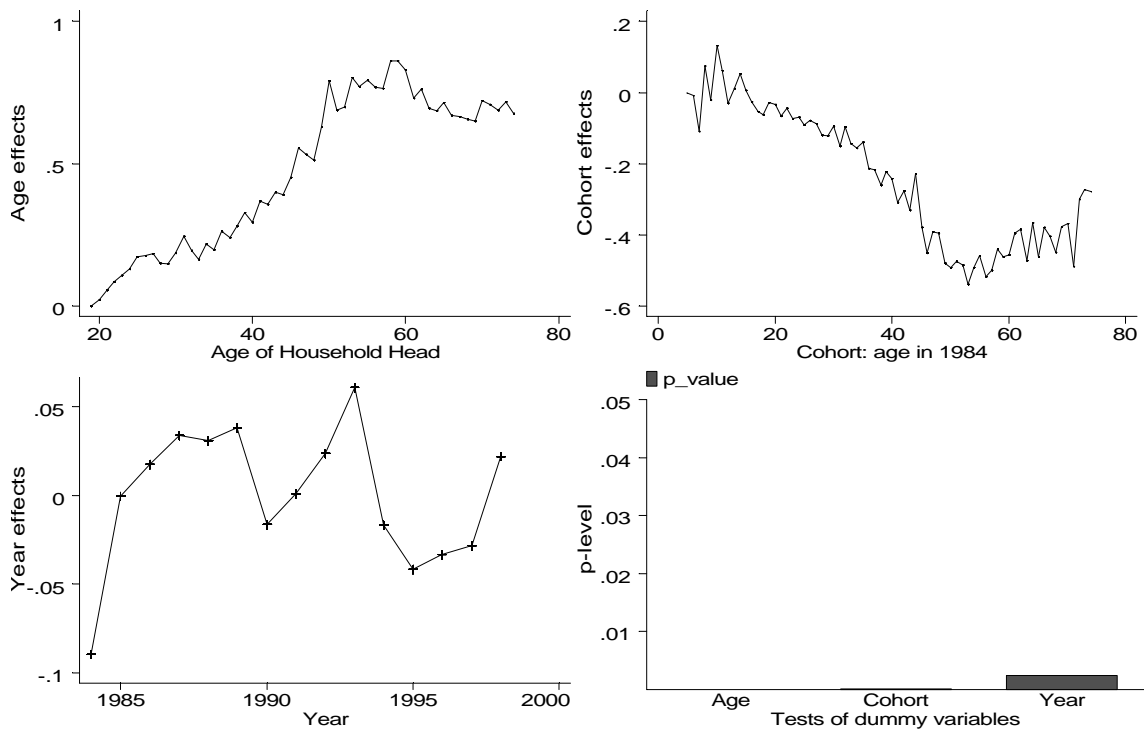 1
.5
0
Age effects
20 40 60 80
Age of Household Head
.2
0
-.2
-.4
-.6
Cohort effects
0 20 40 60 80
Cohort: age in 1984
.05
0
-.05
-.1
Year effects
1985 1990 1995 2000
Year
p_value
.05
.04
.03
.02
.01
p-level
Age Cohort Year
Tests of dummy variables